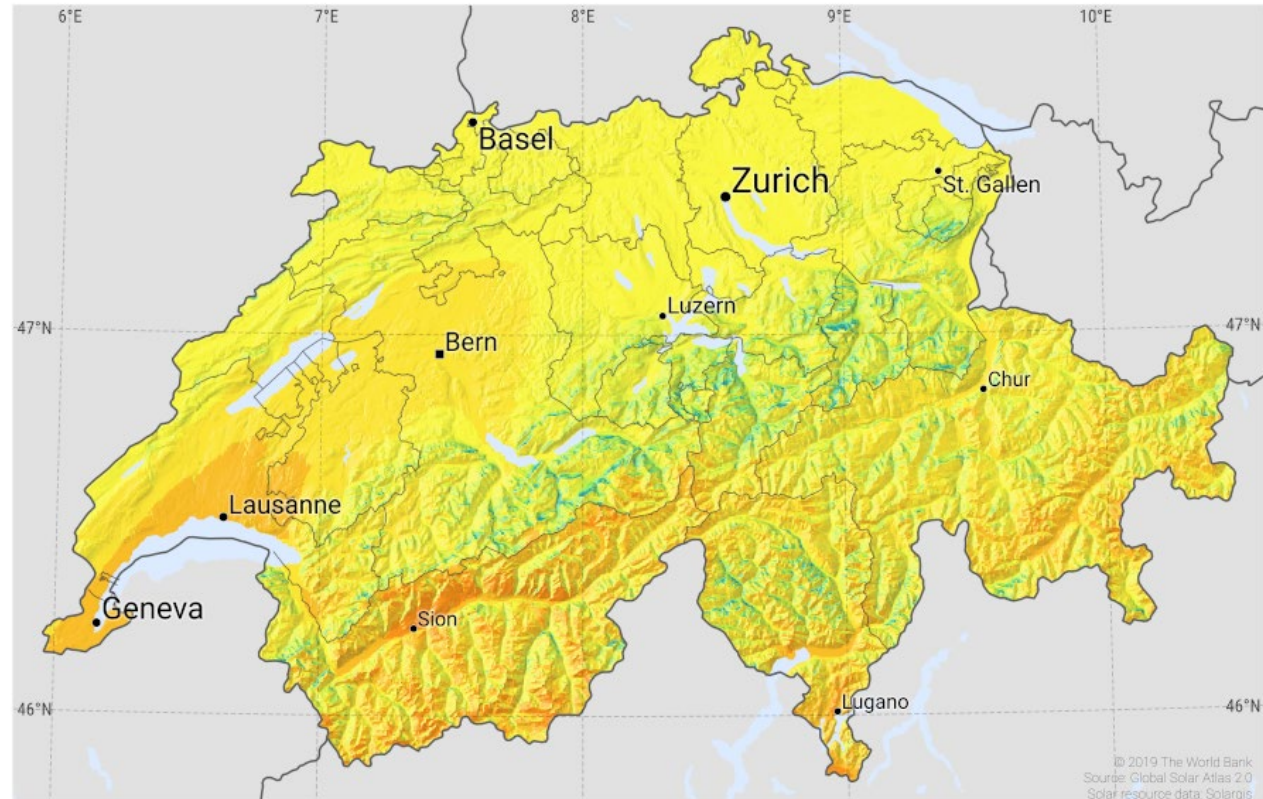 6°E
7°E
8°E
9°E
10°E
Basel
Zurich
St. Gallen
Luzern
47°N
47°N
Bern
Chur
Lausanne
Geneva
Sion
46°N
Lugano
46°N
© 2019 The World Bank
Source: Global Solar Atlas 2.0
Solar resource data: Solargis